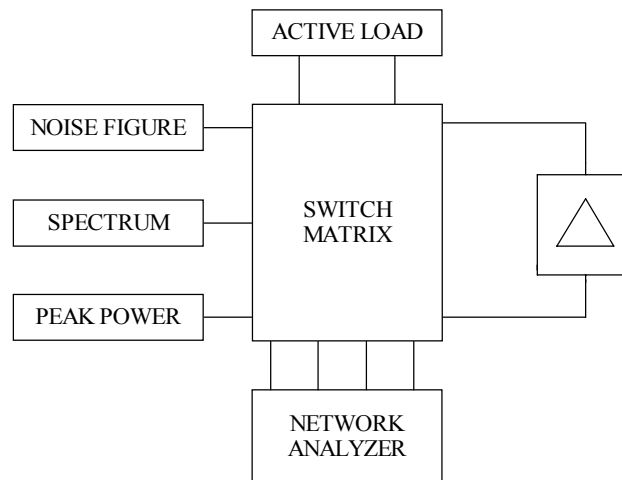 ACTIVE LOAD
NOISE FIGURE
SPECTRUM
SWITCH
MATRIX
PEAK POWER
NETWORK
ANALYZER